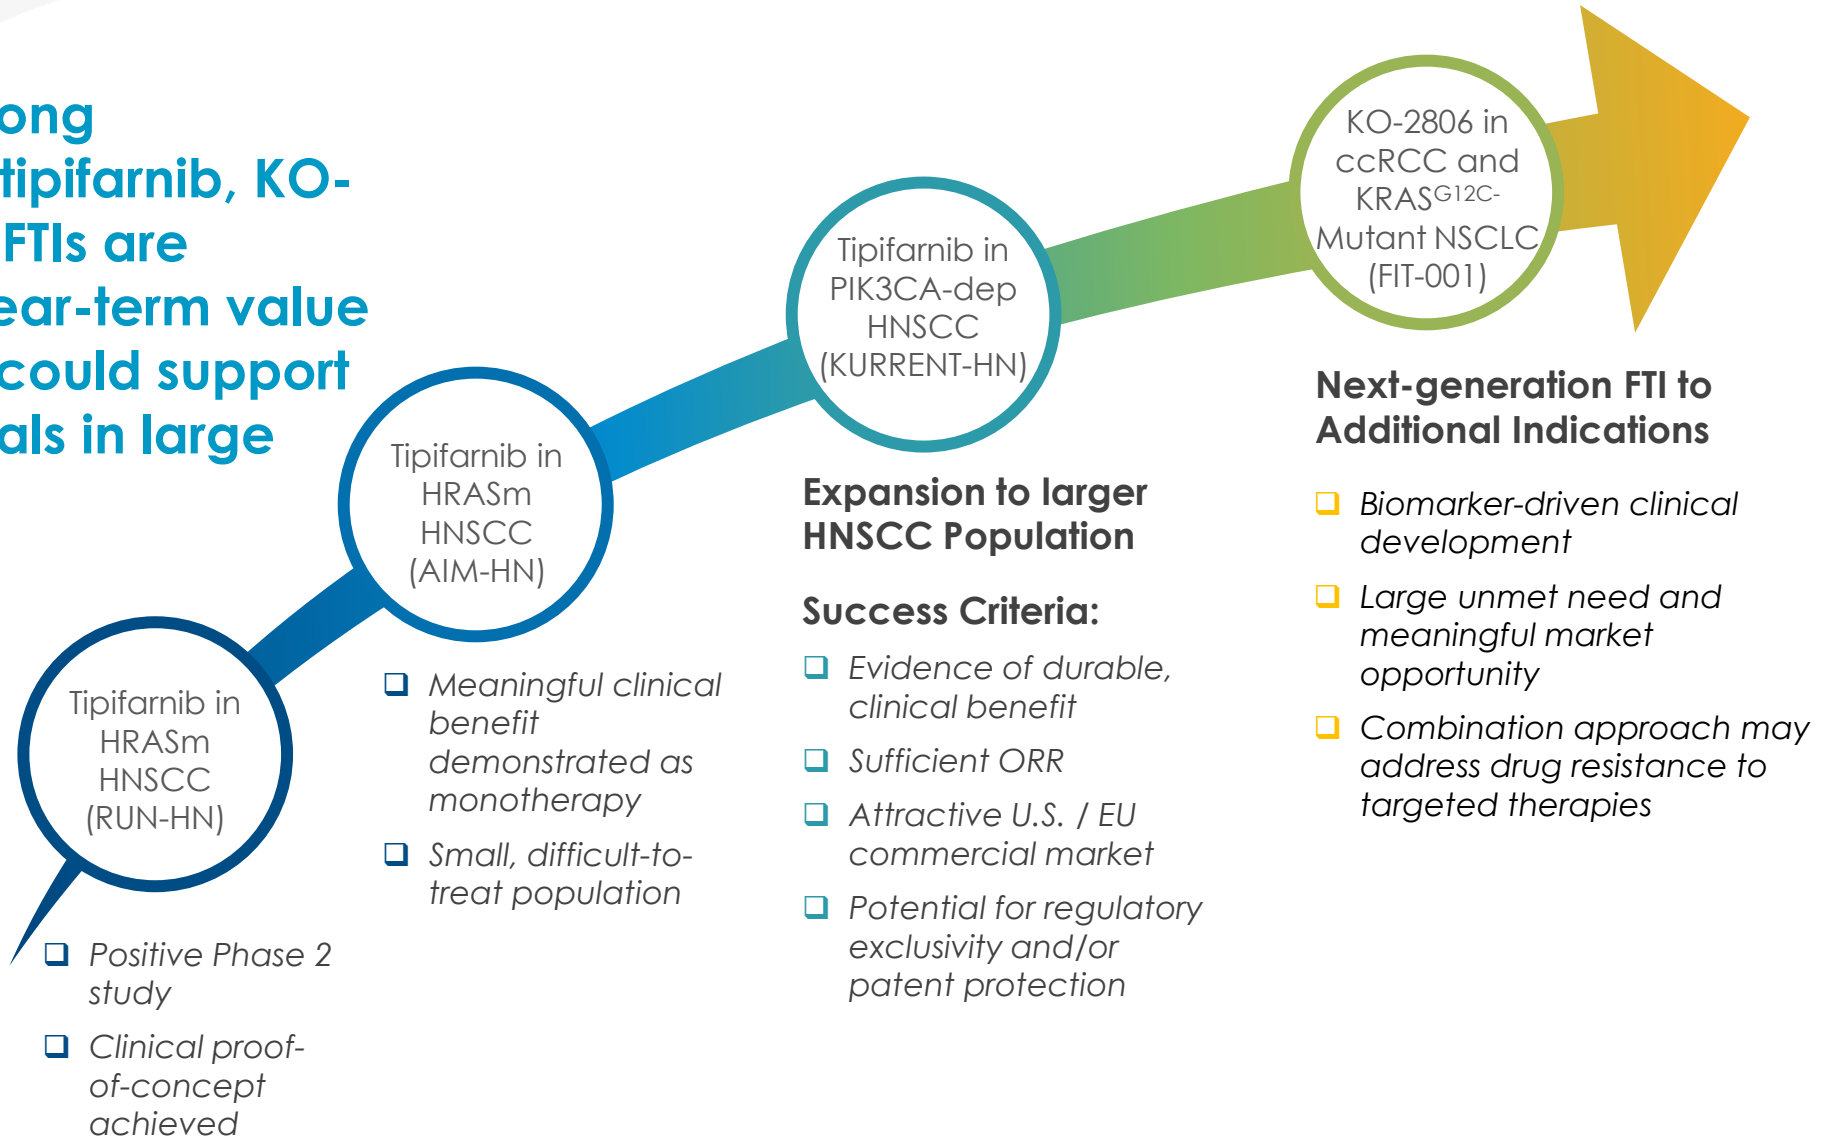 ong
tipifarnib, KO-
FTIs are
ear-term value
could support
als in large
Tipifarnib in
HRASm
HNSCC
(RUN-HN)
❑ Positive Phase 2
study
❑ Clinical proof-
of-concept
achieved
Tipifarnib in
HRASm
HNSCC
(AIM-HN)
❑ Meaningful clinical
benefit
demonstrated as
monotherapy
❑ Small, difficult-to-
treat population
Tipifarnib in
PIK3CA-dep
HNSCC
(KURRENT-HN)
Expansion to larger
HNSCC Population
Success Criteria:
❑ Evidence of durable,
clinical benefit
❑ Sufficient ORR
❑ Attractive U.S. / EU
commercial market
❑ Potential for regulatory
exclusivity and/or
patent protection
KO-2806 in
ccRCC and
KRASG12C-
Mutant NSCLC
(FIT-001)
Next-generation FTI to
Additional Indications
❑ Biomarker-driven clinical
development
❑ Large unmet need and
meaningful market
opportunity
❑ Combination approach may
address drug resistance to
targeted therapies